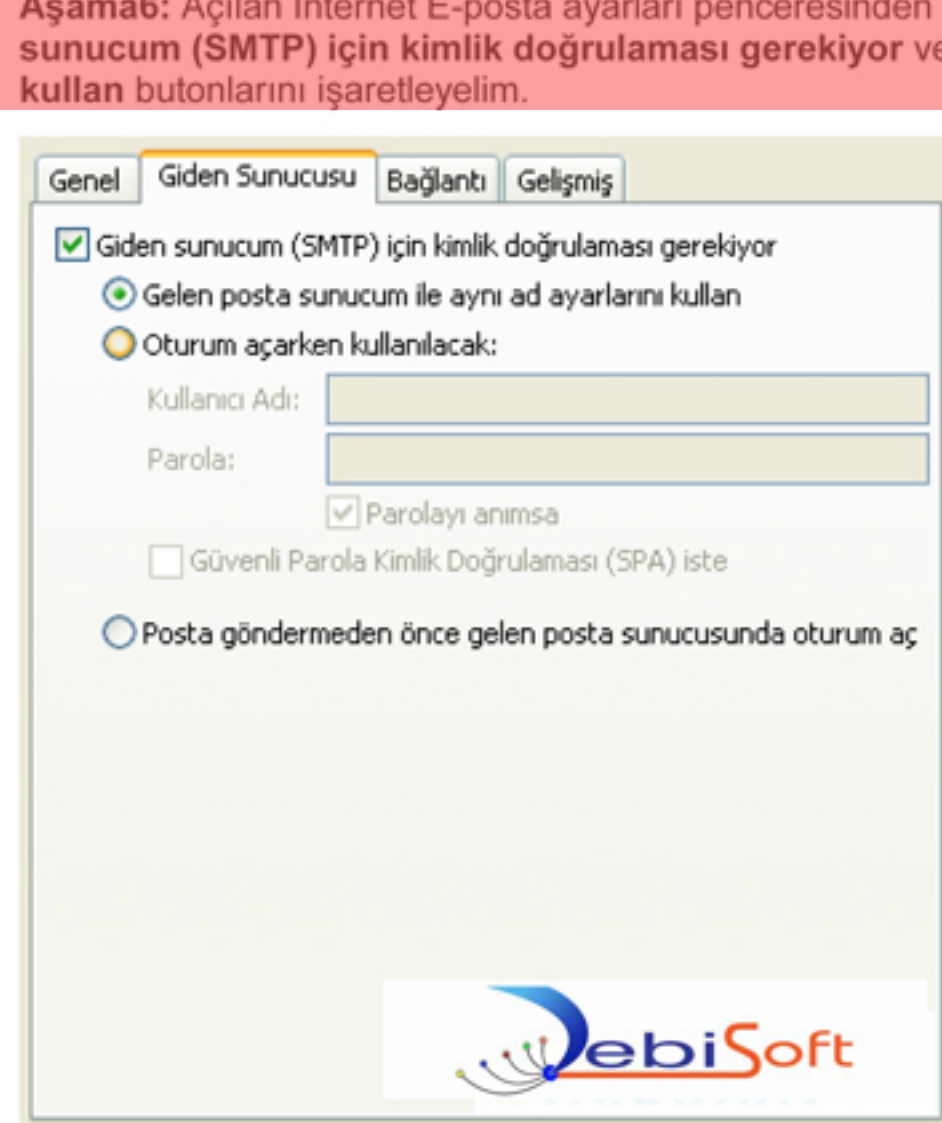 Aşama6: Açılan İnternet E-posta ayarları penceresinden
sunucum (SMTP) için kimlik doğrulaması gerekiyor ve
kullan butonlarını işaretleyelim.
Genel Giden Sunucusu Bağlantı Gelişmiş
Giden sunucum (SMTP) için kimlik doğrulaması gerekiyor
Gelen posta sunucum ile aynı ad ayarlarını kullan
Oturum açarken kullanılacak:
Kullanıcı Adı:
Parola:
Parolayı anımsa
Güvenli Parola Kimlik Doğrulaması (SPA) iste
Posta göndermeden önce gelen posta sunucusunda oturum aç
DebiSoft